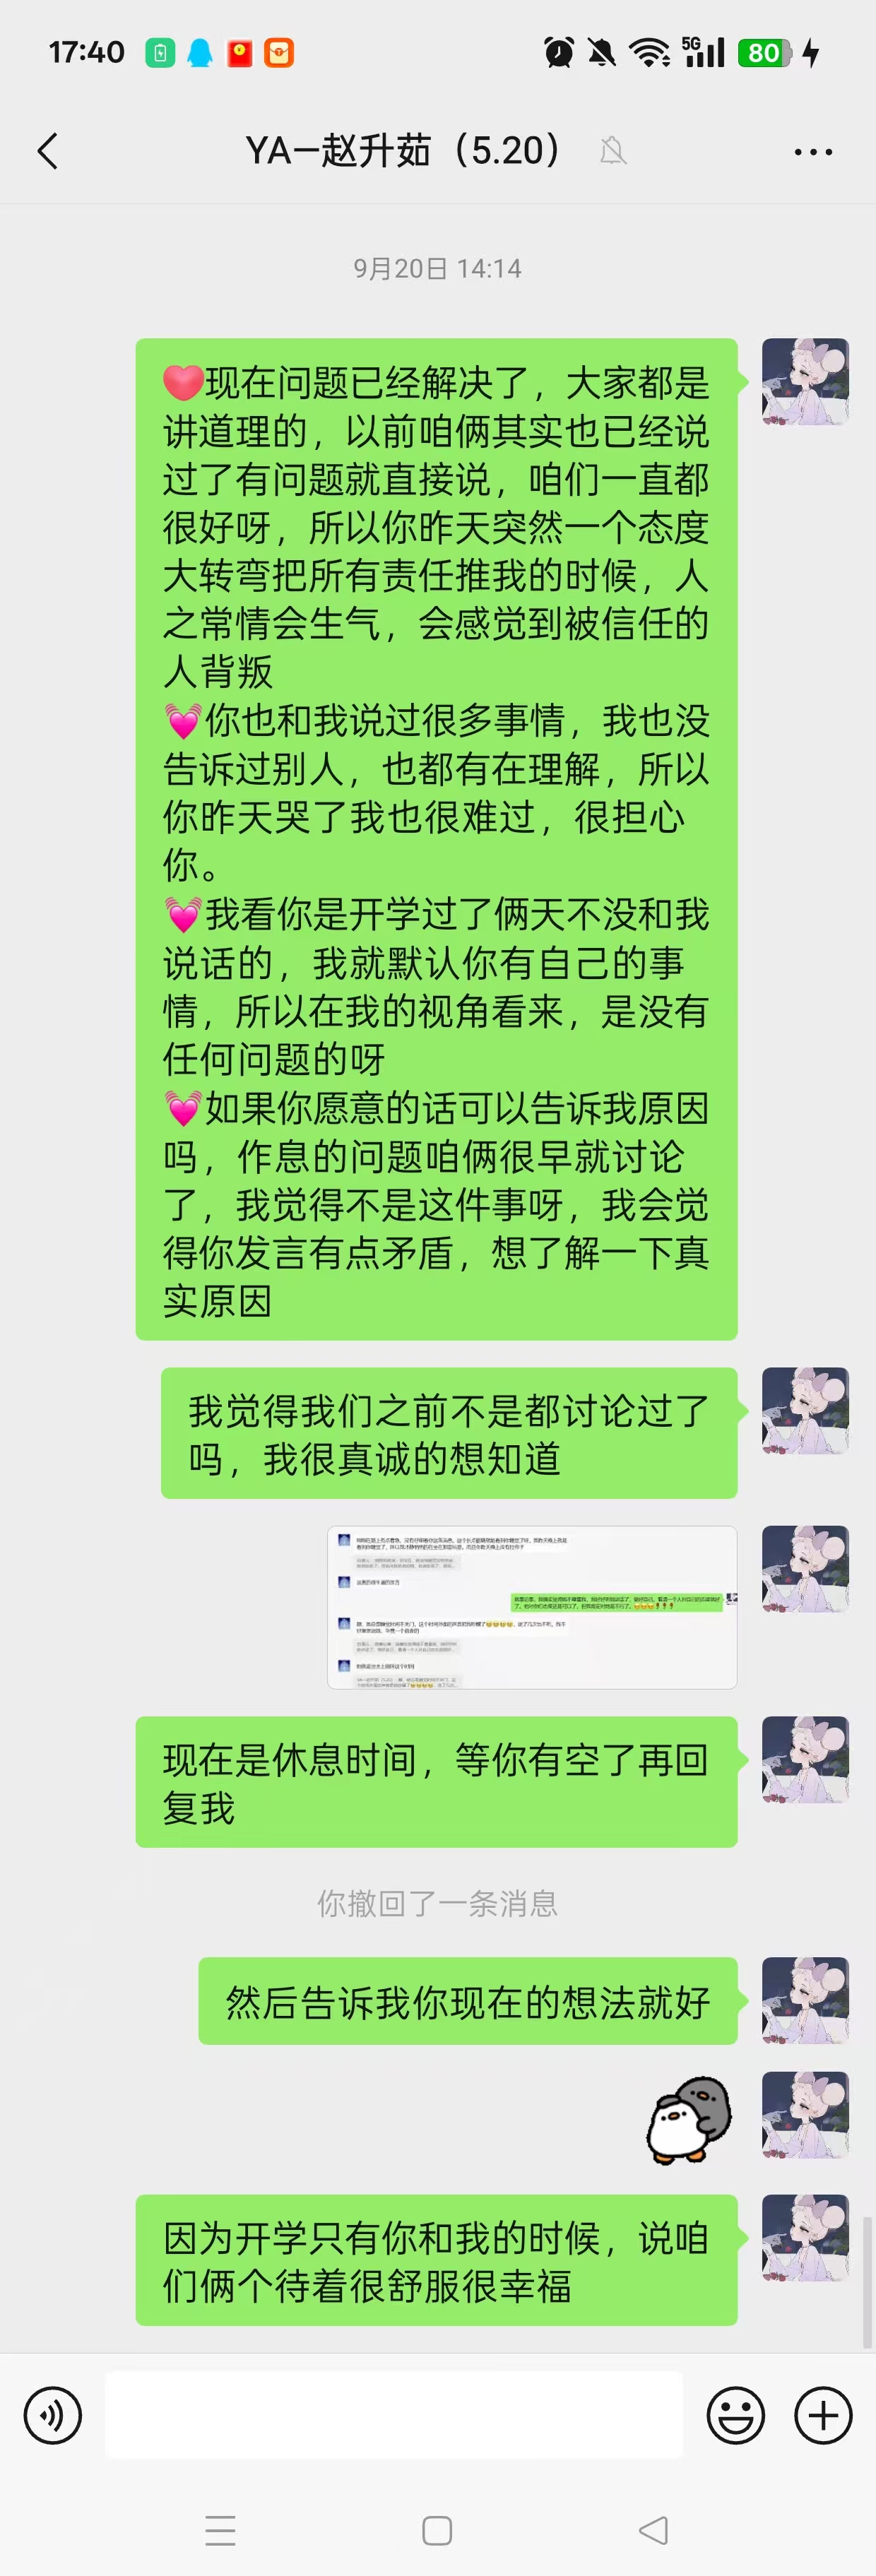 17:40
5G
80
YA—赵升茹（5.20）
9月20日 14:14
❤️现在问题已经解决了，大家都是
讲道理的，以前咱俩其实也已经说
过了有问题就直接说，咱们一直都
很好呀，所以你昨天突然一个态度
大转弯把所有责任推我的时候，人
之常情会生气，会感觉到被信任的
人背叛
💓你也和我说过很多事情，我也没
告诉过别人，也都有在理解，所以
你昨天哭了我也很难过，很担心
你。
💓我看你是开学过了俩天不没和我
说话的，我就默认你有自己的事
情，所以在我的视角看来，是没有
任何问题的呀
💓如果你愿意的话可以告诉我原因
吗，作息的问题咱俩很早就讨论
了，我觉得不是这件事呀，我会觉
得你发言有点矛盾，想了解一下真
实原因
我觉得我们之前不是都讨论过了
吗，我很真诚的想知道
现在是休息时间，等你有空了再回
复我
你撤回了一条消息
然后告诉我你现在的想法就好
因为开学只有你和我的时候，说咱
们俩个待着很舒服很幸福